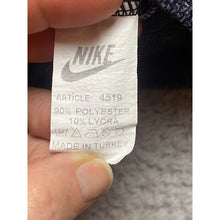 NIKE
ARTICLE 4519
90% POLYESTER
10% LYCRA
MADE IN TURKEY